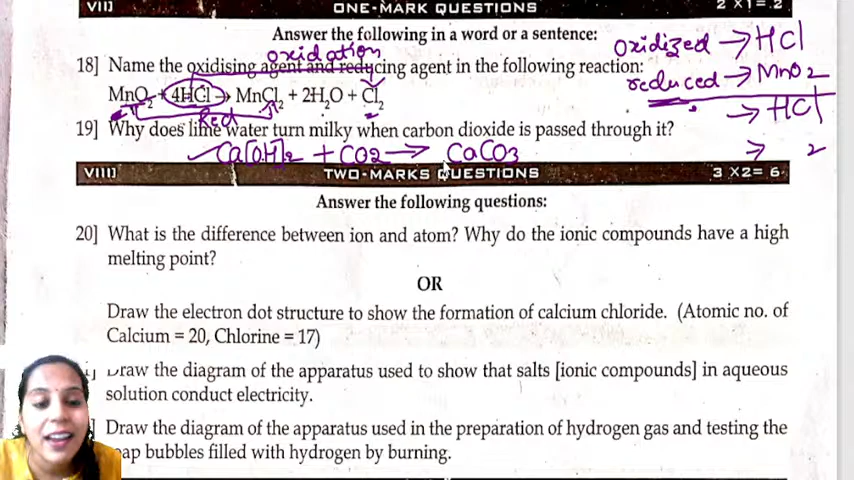 VII] ONE-MARK QUESTIONS 2 X1= 2
Answer the following in a word or a sentence:
oxidation
oxidized → HCl
18] Name the oxidising agent and reducing agent in the following reaction:
reduced → MnO2
MnO2 + 4HCl → MnCl2 + 2H2O + Cl2
→ HCl
Red
19] Why does lime water turn milky when carbon dioxide is passed through it?
Ca[OH]2 + CO2 → CaCO3
→ 2
VIII] TWO-MARKS QUESTIONS 3 X2= 6
Answer the following questions:
20] What is the difference between ion and atom? Why do the ionic compounds have a high
melting point?
OR
Draw the electron dot structure to show the formation of calcium chloride. (Atomic no. of
Calcium = 20, Chlorine = 17)
] Draw the diagram of the apparatus used to show that salts [ionic compounds] in aqueous
solution conduct electricity.
] Draw the diagram of the apparatus used in the preparation of hydrogen gas and testing the
oap bubbles filled with hydrogen by burning.